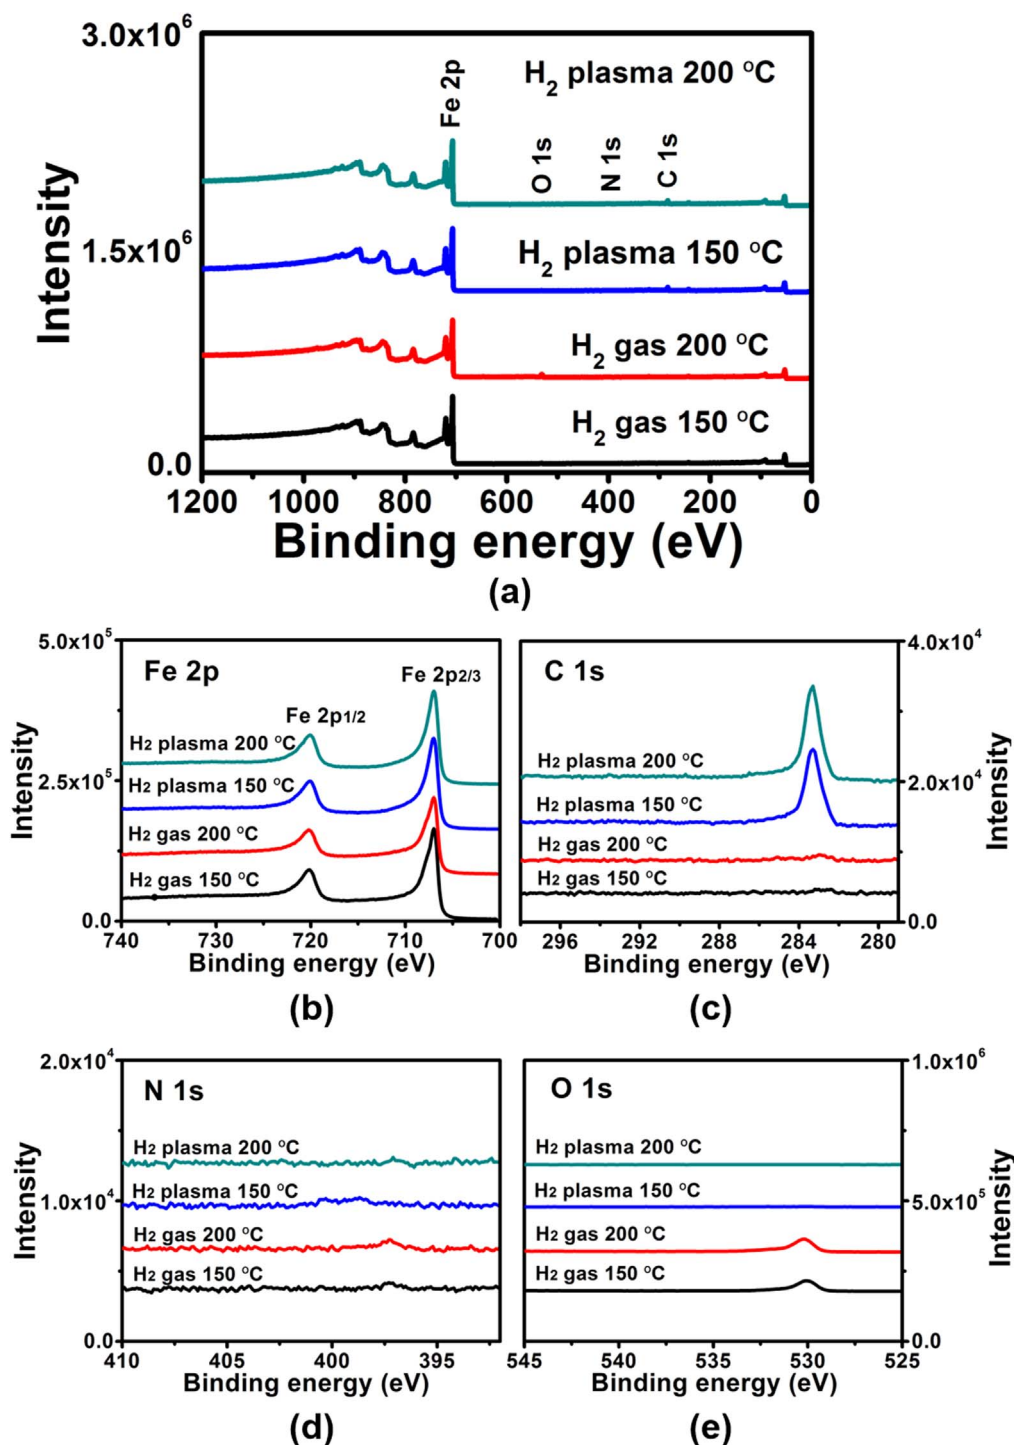 3.0x10⁶
H₂ plasma 200 °C
Fe 2p
O 1s
N 1s
C 1s
Intensity
1.5x10⁶
H₂ plasma 150 °C
H₂ gas 200 °C
H₂ gas 150 °C
0.0
1200 1000 800 600 400 200 0
Binding energy (eV)
(a)
5.0x10⁵
Fe 2p
Fe 2p2/3
Fe 2p1/2
H2 plasma 200 °C
2.5x10⁵
H2 plasma 150 °C
H2 gas 200 °C
H2 gas 150 °C
0.0
Intensity
740 730 720 710 700
Binding energy (eV)
(b)
4.0x10⁴
C 1s
H2 plasma 200 °C
2.0x10⁴
H2 plasma 150 °C
H2 gas 200 °C
H2 gas 150 °C
0.0
Intensity
296 292 288 284 280
Binding energy (eV)
(c)
2.0x10⁴
N 1s
H2 plasma 200 °C
1.0x10⁴
H2 plasma 150 °C
H2 gas 200 °C
H2 gas 150 °C
0.0
Intensity
410 405 400 395
Binding energy (eV)
(d)
1.0x10⁶
O 1s
H2 plasma 200 °C
H2 plasma 150 °C
5.0x10⁵
H2 gas 200 °C
H2 gas 150 °C
0.0
Intensity
545 540 535 530 525
Binding energy (eV)
(e)